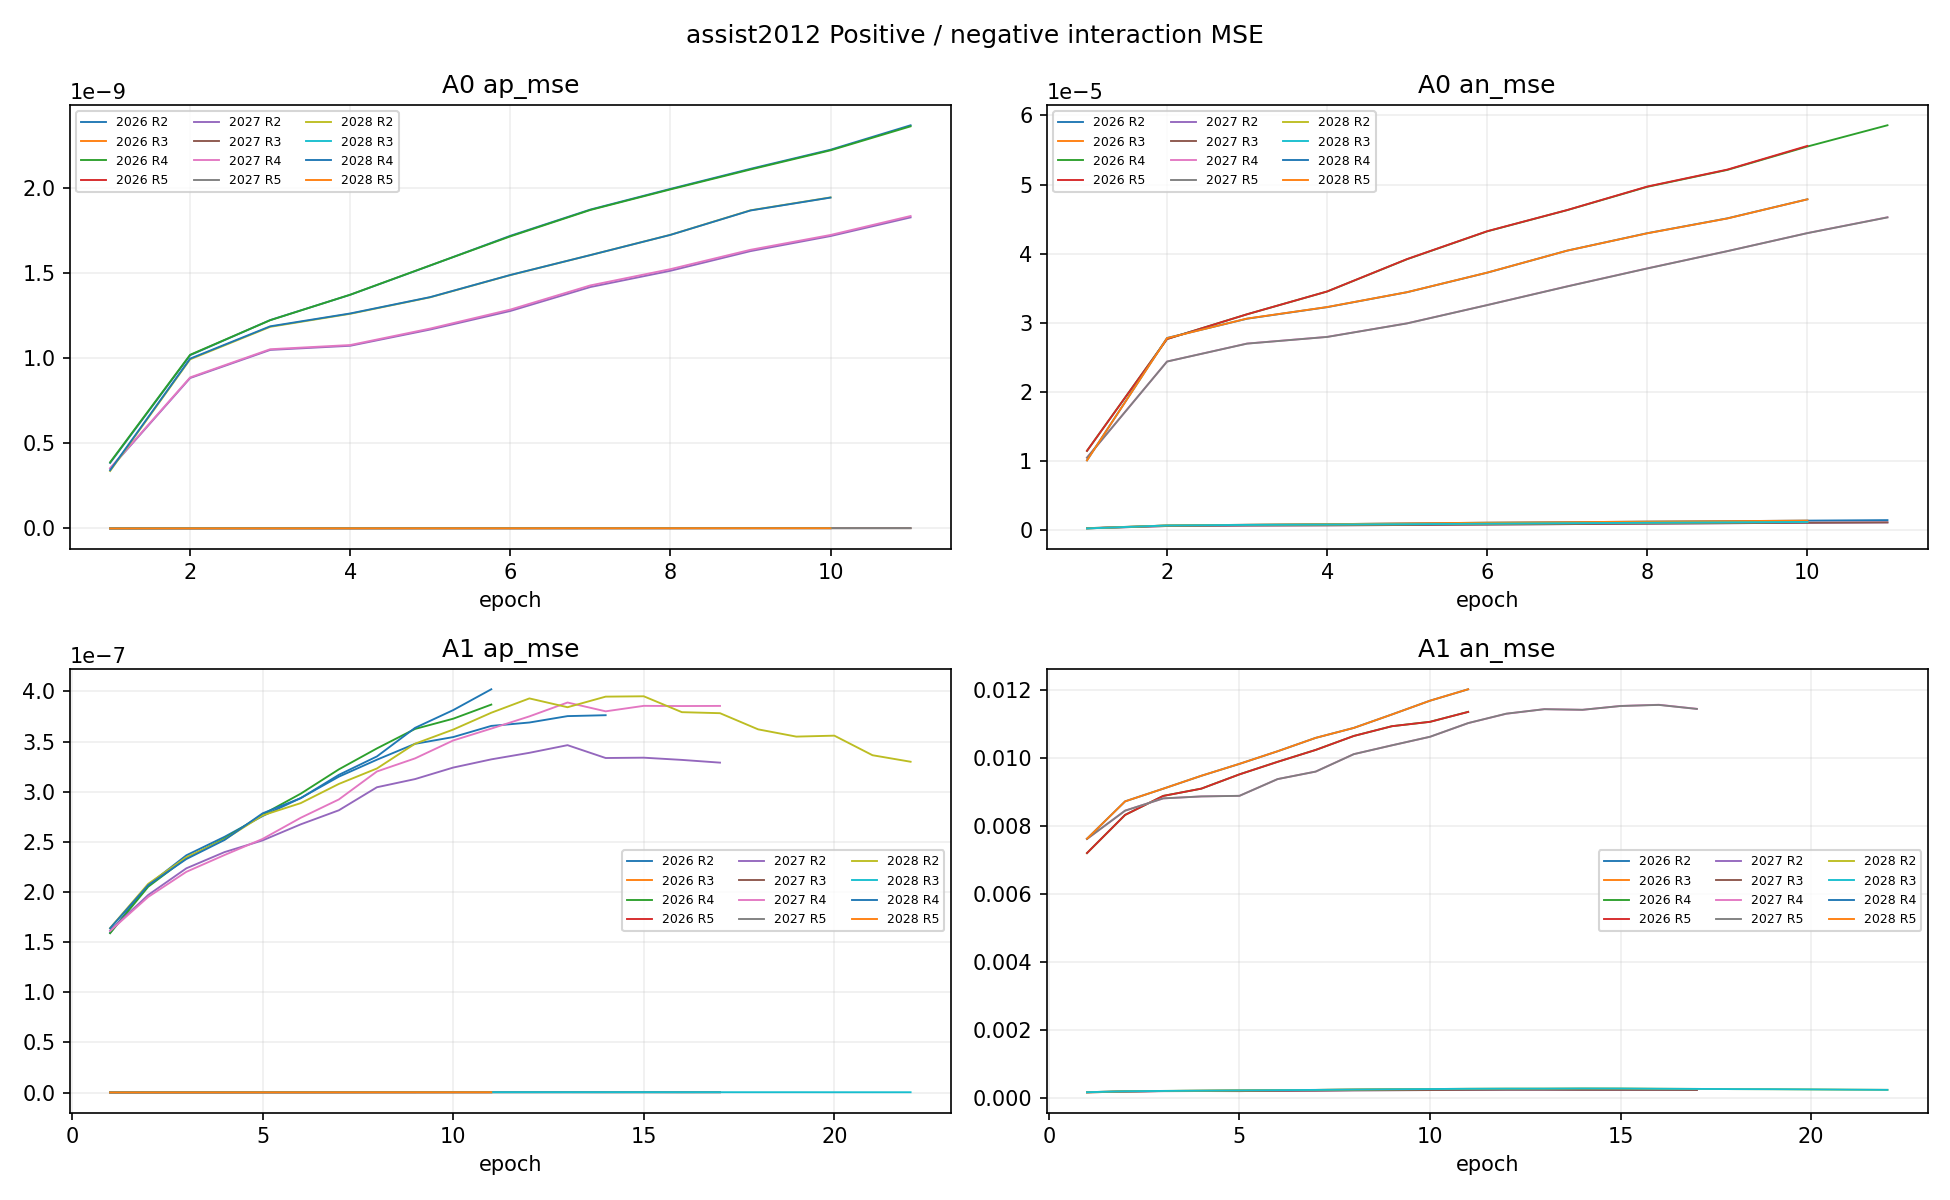 assist2012 Positive / negative interaction MSE
A0 ap_mse
1e−9
2026 R2 2027 R2 2028 R2
2026 R3 2027 R3 2028 R3
2026 R4 2027 R4 2028 R4
2026 R5 2027 R5 2028 R5
2.0
1.5
1.0
0.5
0.0
2 4 6 8 10
epoch
A0 an_mse
1e−5
2026 R2 2027 R2 2028 R2
2026 R3 2027 R3 2028 R3
2026 R4 2027 R4 2028 R4
2026 R5 2027 R5 2028 R5
6
5
4
3
2
1
0
2 4 6 8 10
epoch
A1 ap_mse
1e−7
4.0
3.5
3.0
2.5
2.0
1.5
1.0
0.5
0.0
2026 R2 2027 R2 2028 R2
2026 R3 2027 R3 2028 R3
2026 R4 2027 R4 2028 R4
2026 R5 2027 R5 2028 R5
0 5 10 15 20
epoch
A1 an_mse
0.012
0.010
0.008
0.006
0.004
0.002
0.000
2026 R2 2027 R2 2028 R2
2026 R3 2027 R3 2028 R3
2026 R4 2027 R4 2028 R4
2026 R5 2027 R5 2028 R5
0 5 10 15 20
epoch